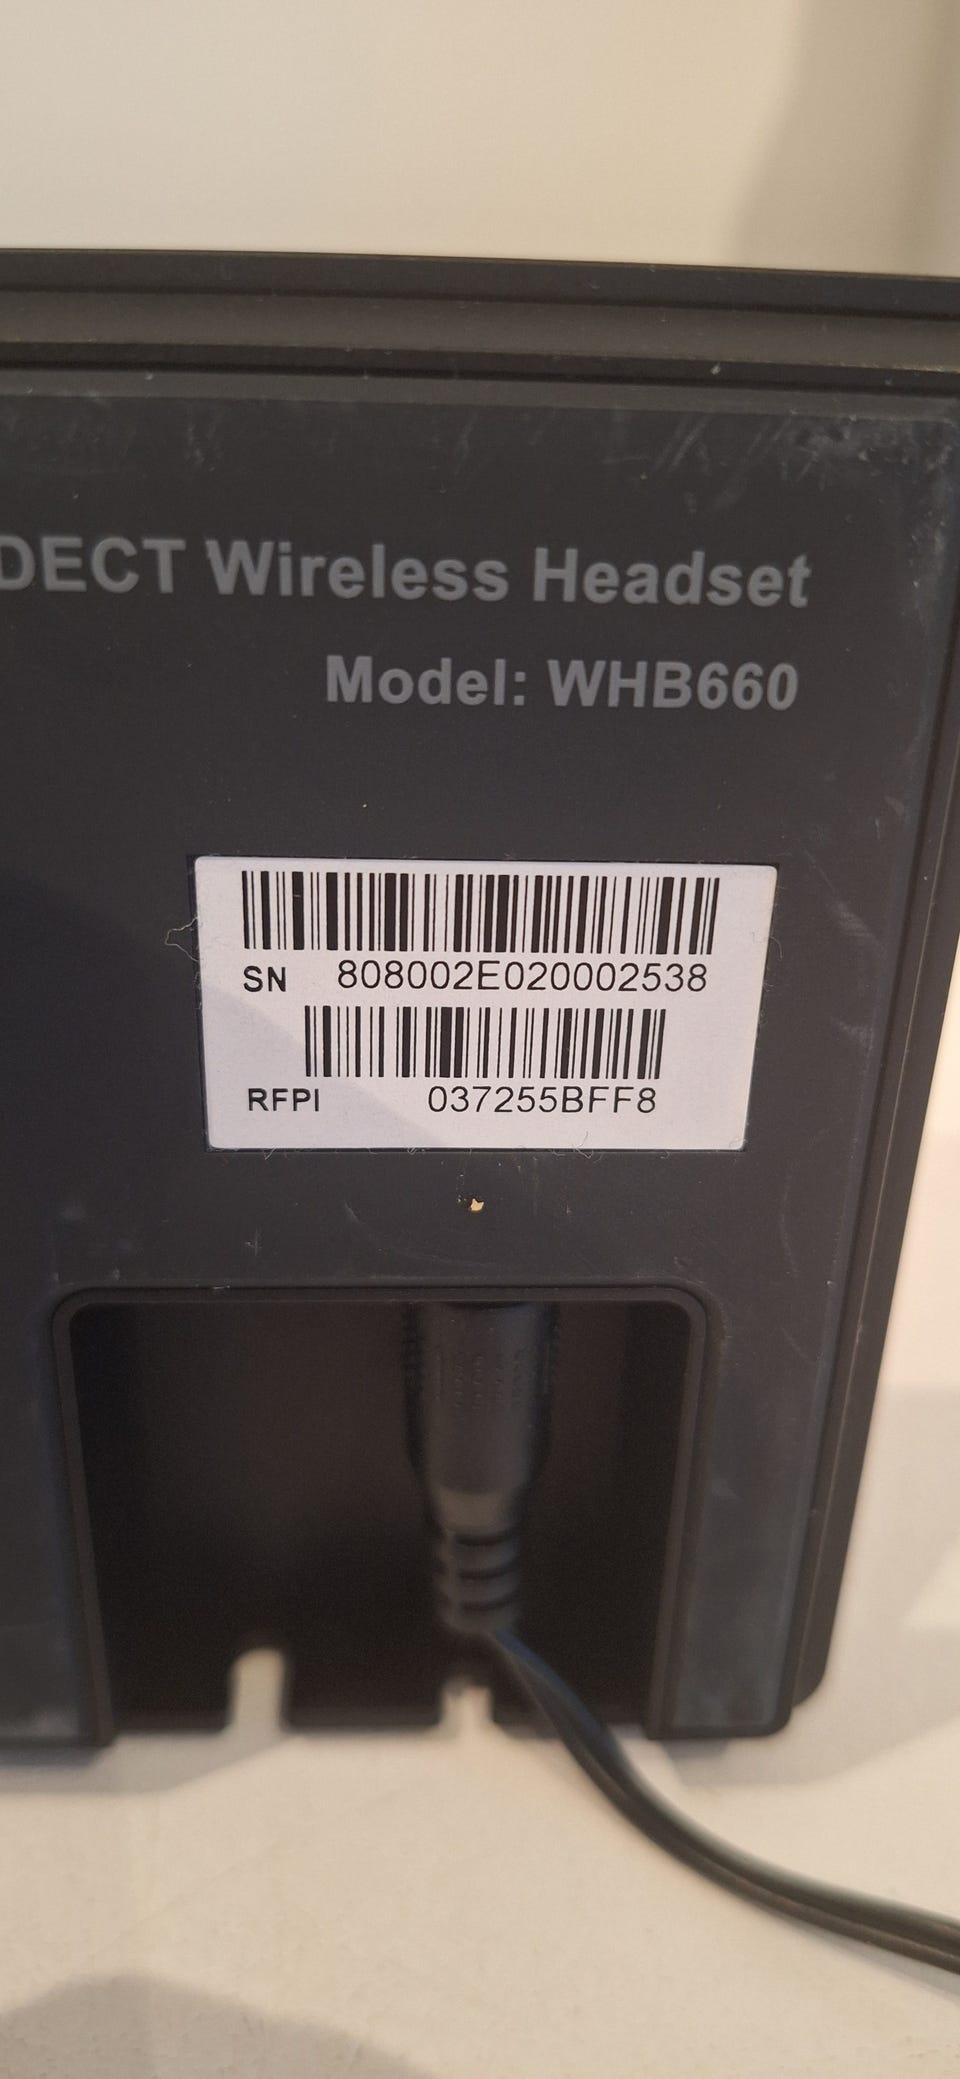 DECT Wireless Headset
Model: WHB660
SN 808002E020002538
RFPI 037255BFF8